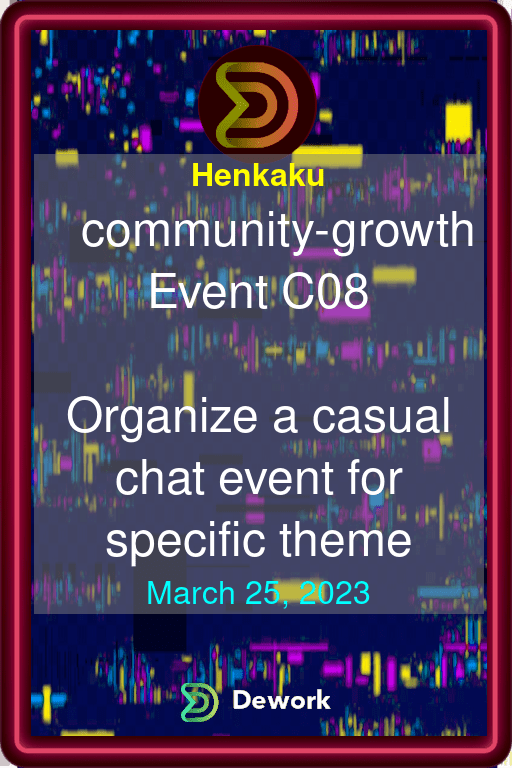 Henkaku
community-growth
Event C08
Organize a casual
chat event for
specific theme
March 25, 2023
Dework